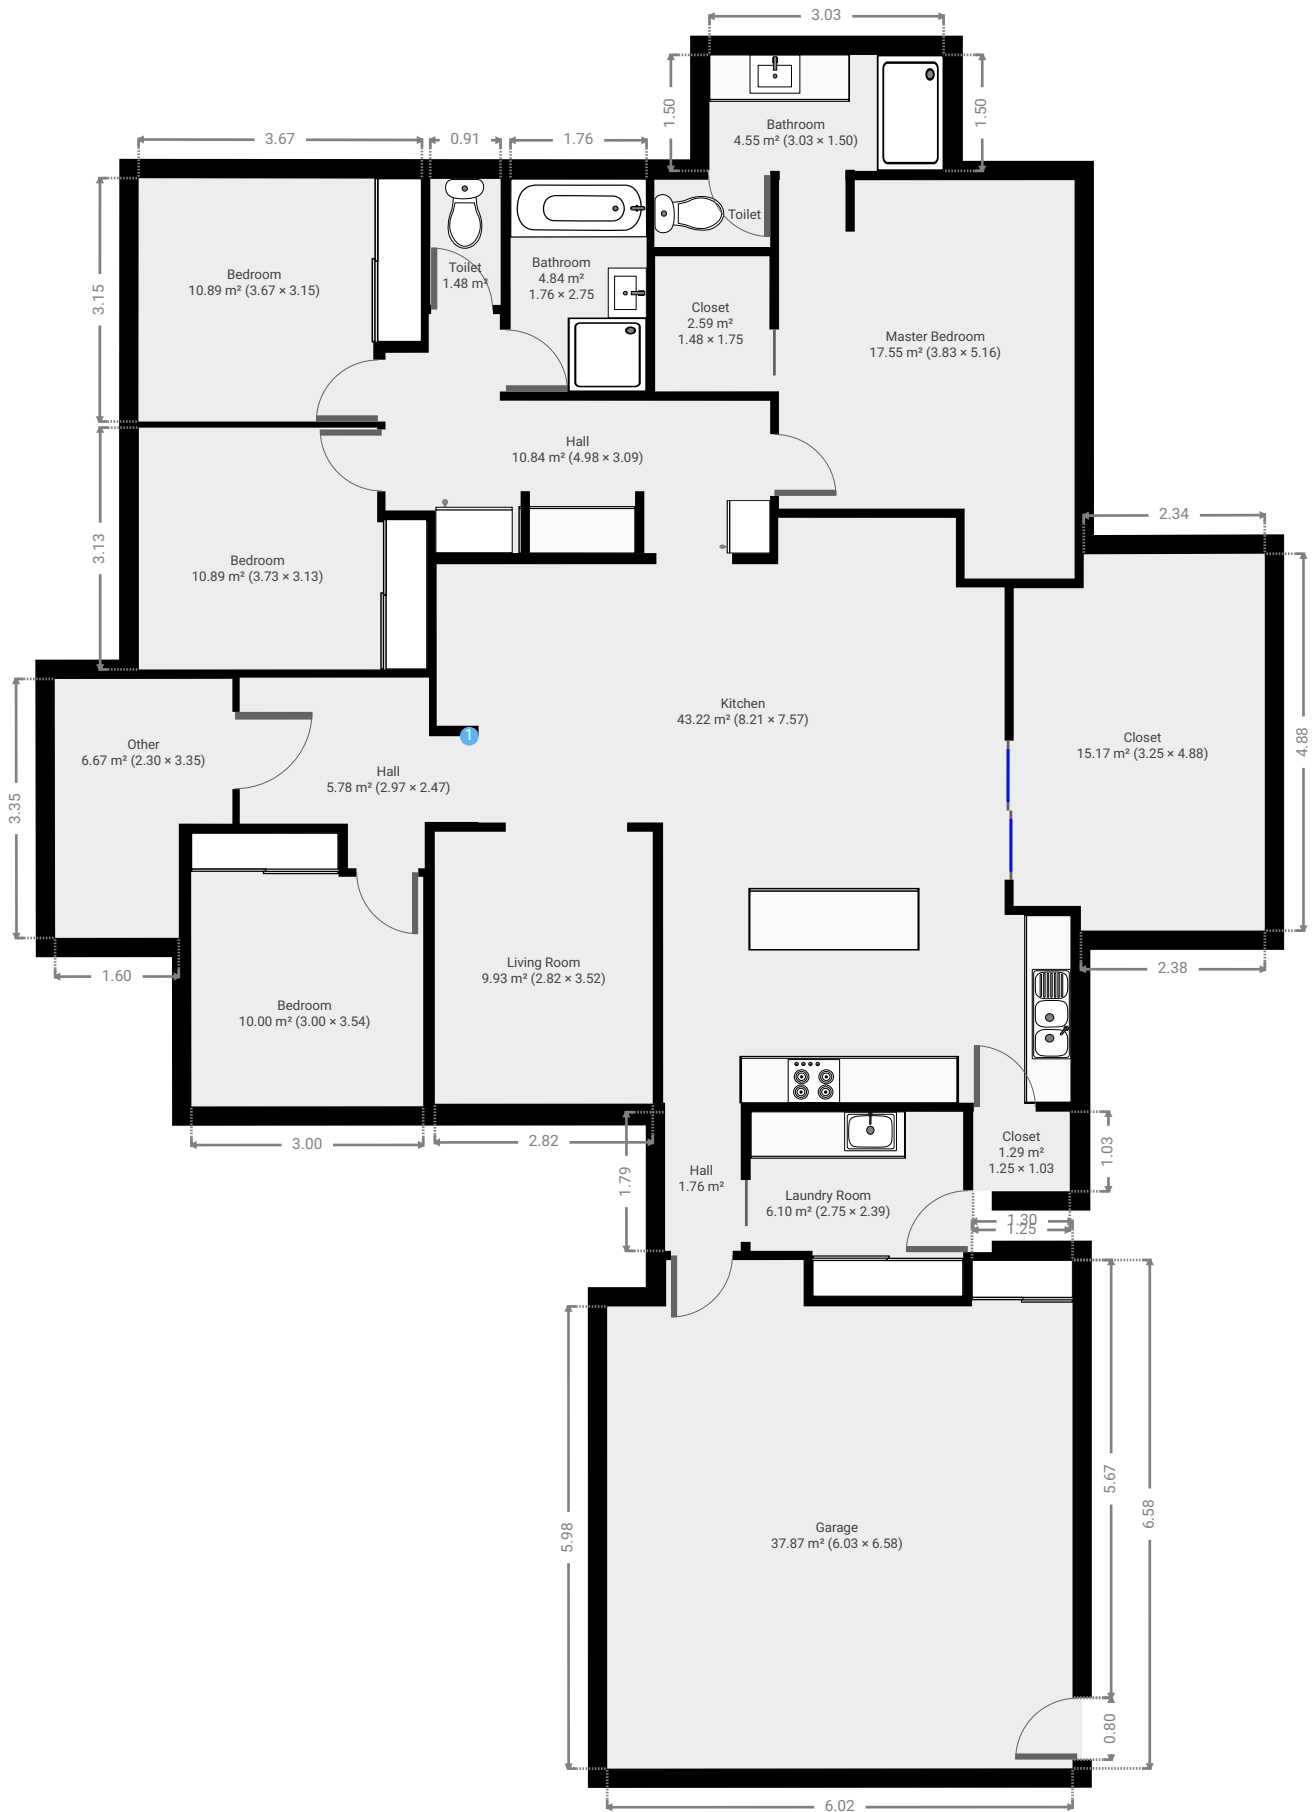 3.03
1.50
1.50
Bathroom
4.55 m² (3.03 × 1.50)
3.67
0.91
1.76
Toilet
Bedroom
10.89 m² (3.67 × 3.15)
3.15
Toilet
1.48 m²
Bathroom
4.84 m²
1.76 × 2.75
Closet
2.59 m²
1.48 × 1.75
Master Bedroom
17.55 m² (3.83 × 5.16)
Hall
10.84 m² (4.98 × 3.09)
2.34
3.13
Bedroom
10.89 m² (3.73 × 3.13)
Kitchen
43.22 m² (8.21 × 7.57)
1
Other
6.67 m² (2.30 × 3.35)
Hall
5.78 m² (2.97 × 2.47)
Closet
15.17 m² (3.25 × 4.88)
4.88
3.35
Living Room
9.93 m² (2.82 × 3.52)
2.38
1.60
Bedroom
10.00 m² (3.00 × 3.54)
3.00
2.82
1.79
Hall
1.76 m²
Closet
1.29 m²
1.25 × 1.03
1.03
Laundry Room
6.10 m² (2.75 × 2.39)
1.30
1.25
5.67
6.58
5.98
Garage
37.87 m² (6.03 × 6.58)
0.80
6.02